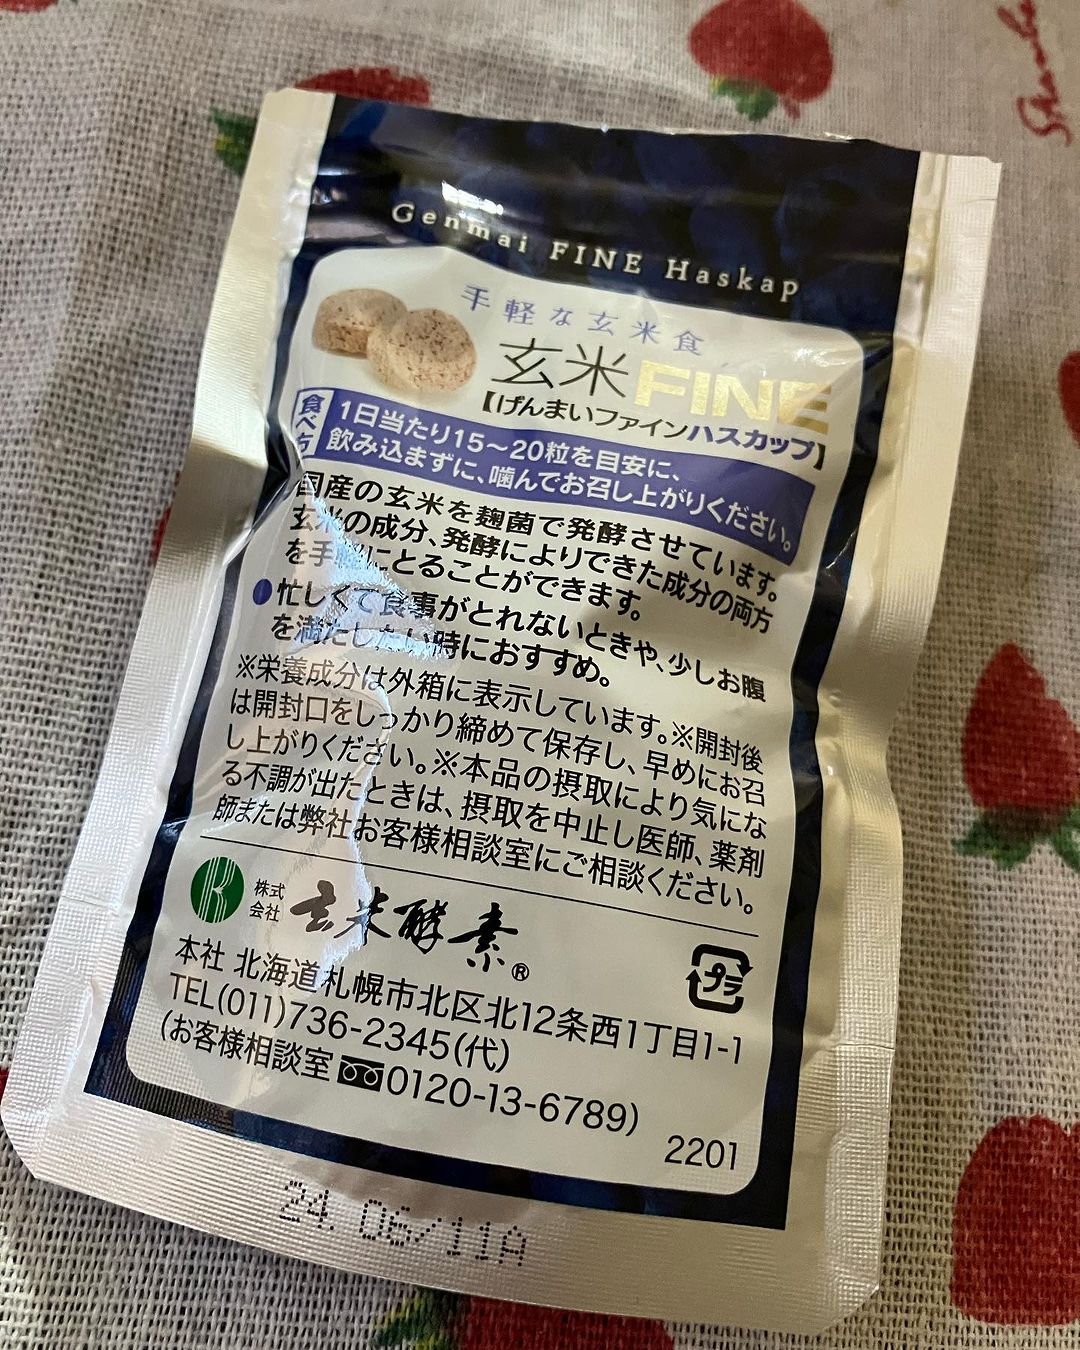 Genmai FINE Haskap
手軽な玄米食
玄米FINE
【げんまいファインハスカップ】
食べ方
1日当たり15〜20粒を目安に、
飲み込まずに、噛んでお召し上がりください。
国産の玄米を麹菌で発酵させています。
玄米の成分、発酵によりできた成分の両方
を手軽にとることができます。
●忙しくて食事がとれないときや、少しお腹
を満たしたい時におすすめ。
※栄養成分は外箱に表示しています。※開封後
は開封口をしっかり締めて保存し、早めにお召
し上がりください。※本品の摂取により気にな
る不調が出たときは、摂取を中止し医師、薬剤
師または弊社お客様相談室にご相談ください。
株式会社 玄米酵素®
プラ
本社 北海道札幌市北区北12条西1丁目1-1
TEL(011)736-2345(代)
(お客様相談室 0120-13-6789)
2201
24. 06/11A